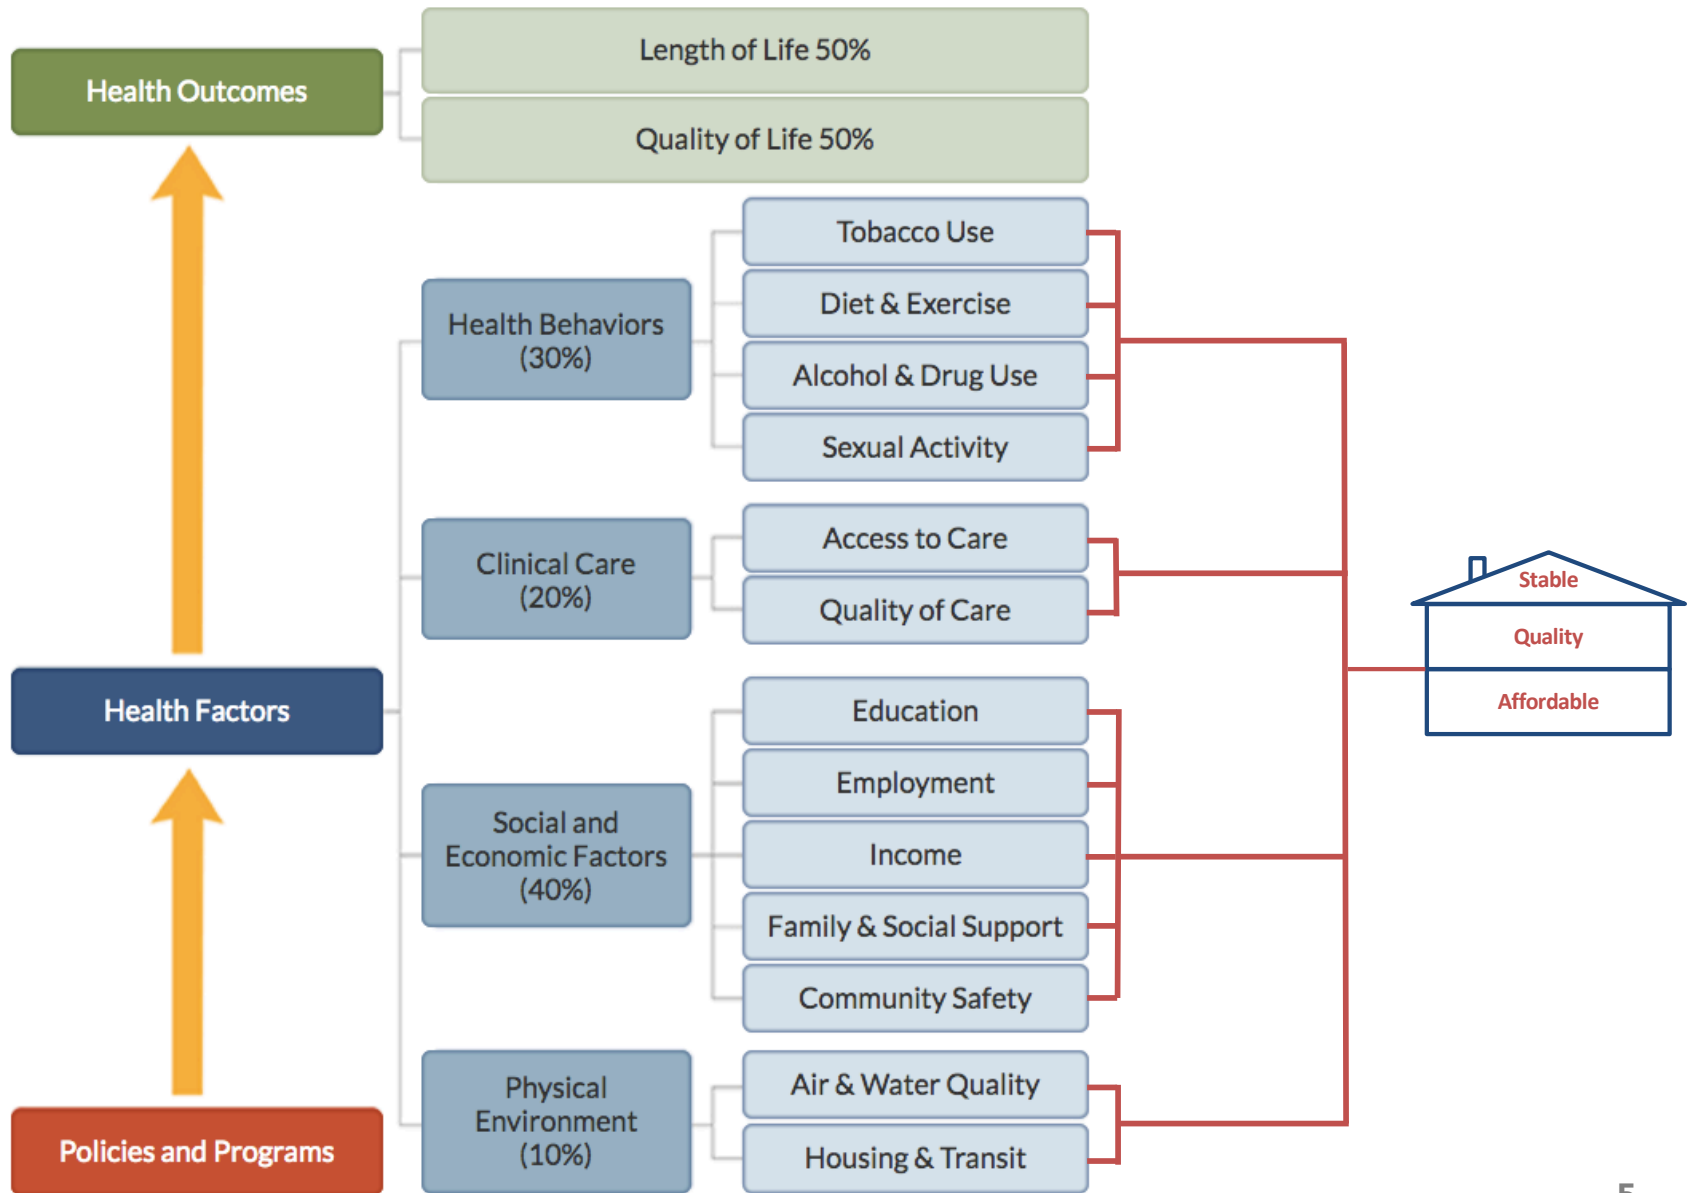 Health Outcomes
Length of Life 50%
Quality of Life 50%
Health Behaviors
(30%)
Tobacco Use
Diet & Exercise
Alcohol & Drug Use
Sexual Activity
Clinical Care
(20%)
Access to Care
Quality of Care
Health Factors
Social and
Economic Factors
(40%)
Education
Employment
Income
Family & Social Support
Community Safety
Physical
Environment
(10%)
Air & Water Quality
Housing & Transit
Policies and Programs
Stable
Quality
Affordable